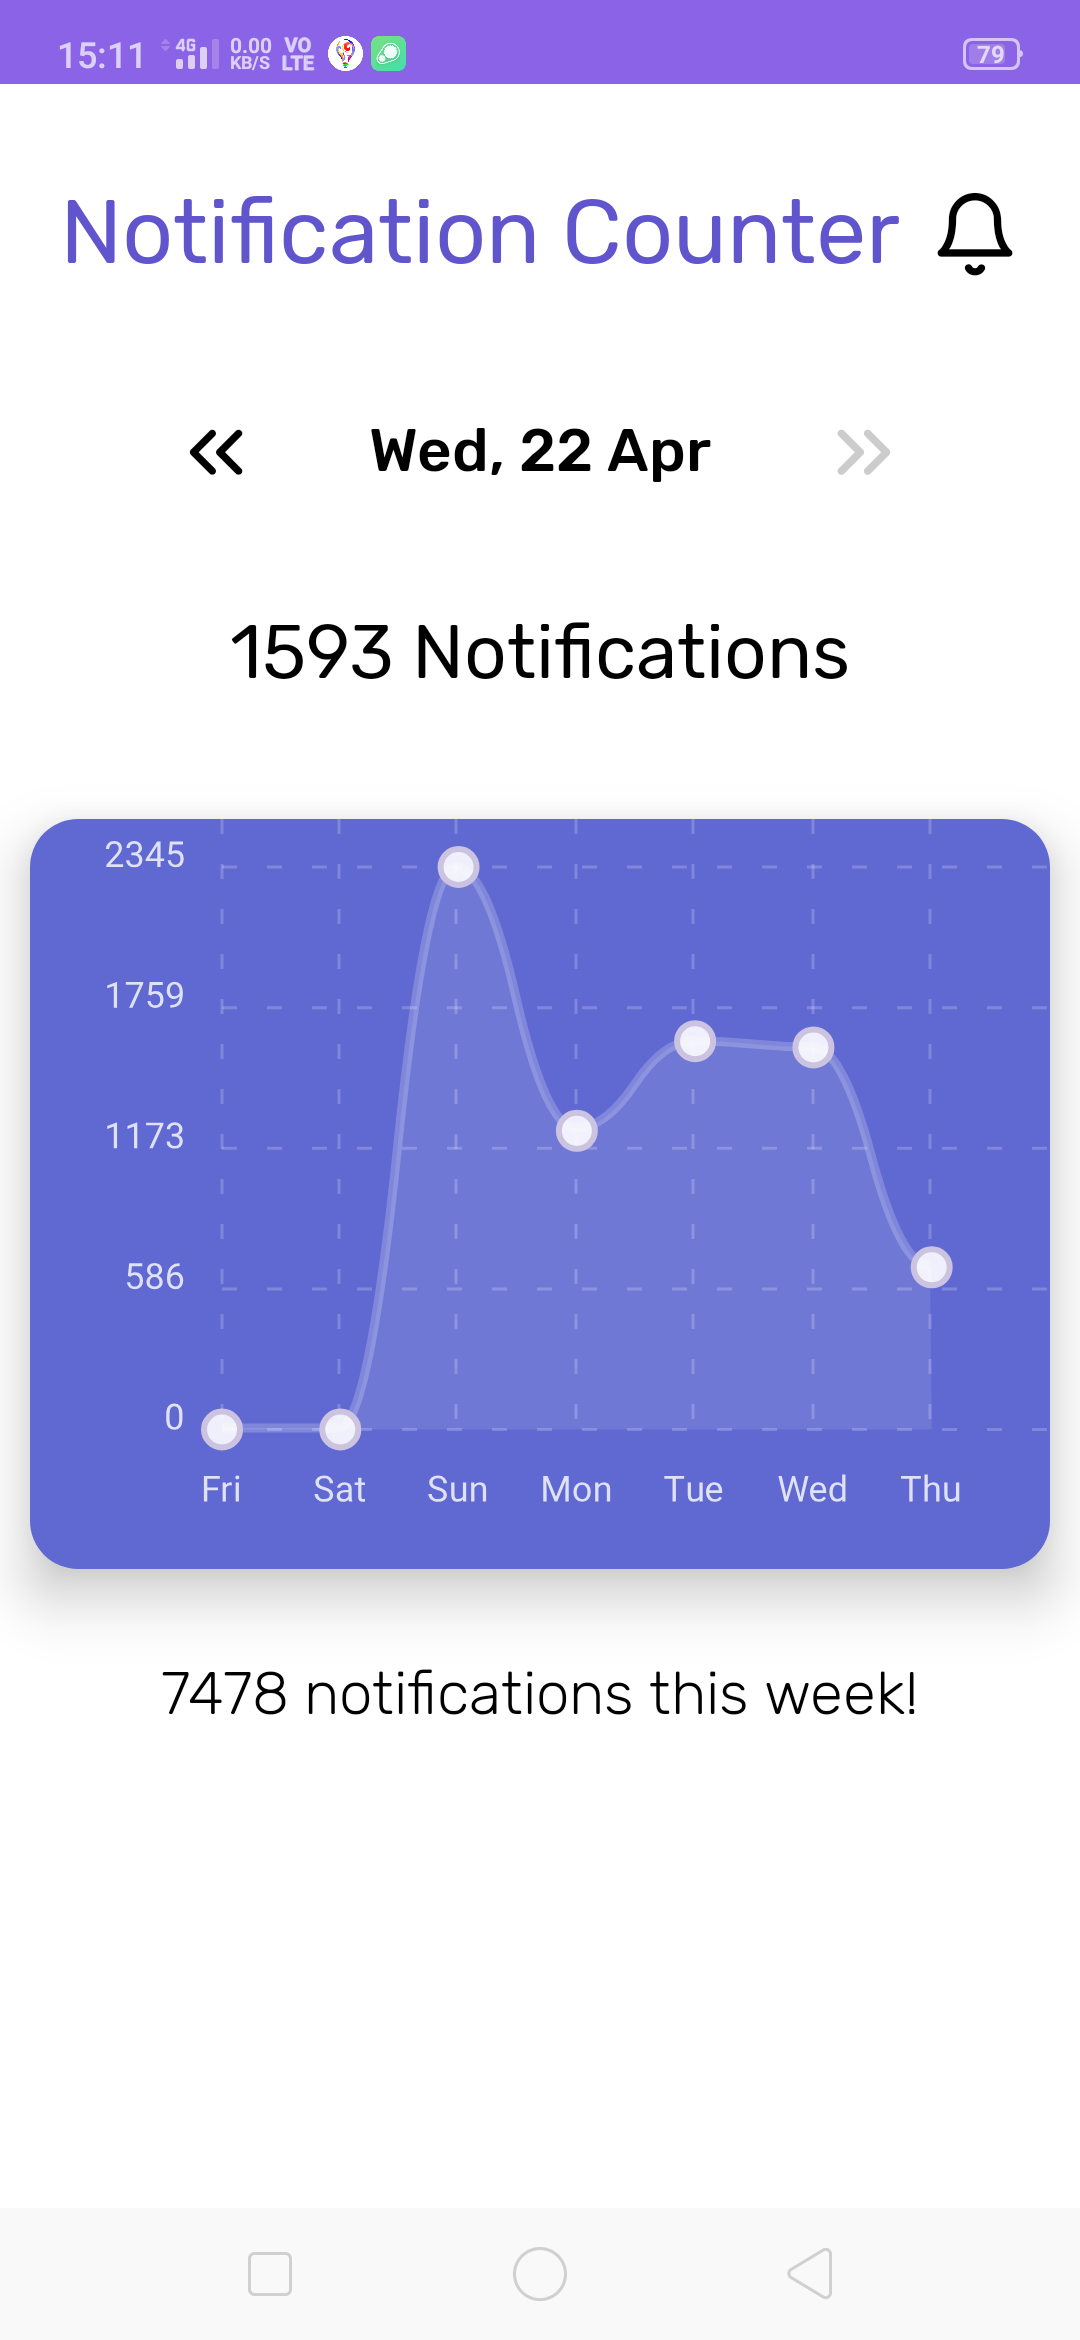 15:11 4G 0.00 KB/S VO LTE 79
Notification Counter
Wed, 22 Apr
1593 Notifications
2345
1759
1173
586
0
Fri Sat Sun Mon Tue Wed Thu
7478 notifications this week!